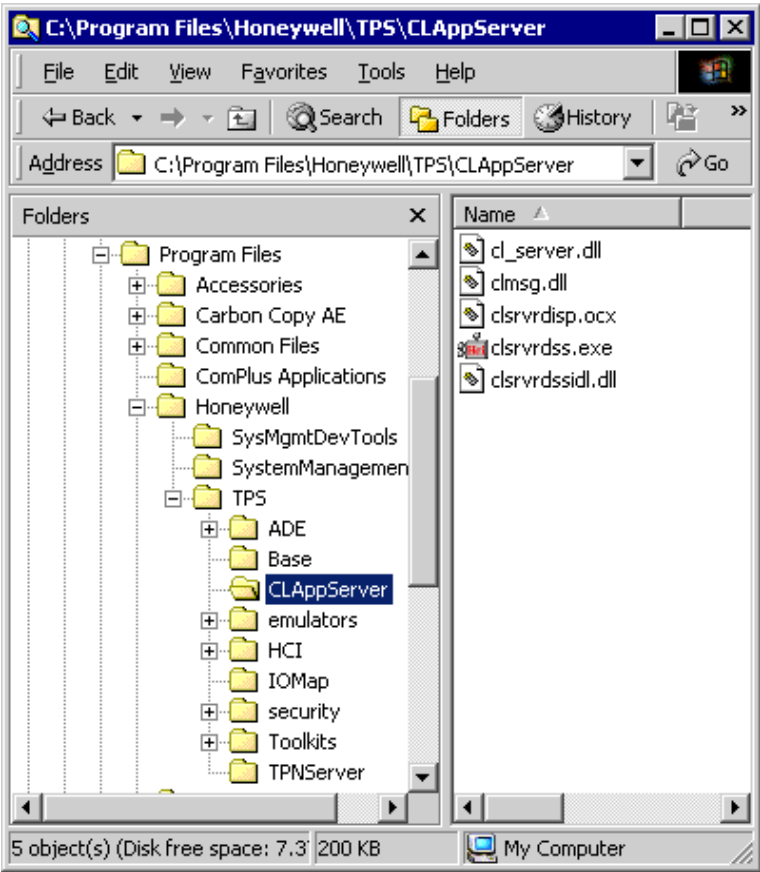 C:\Program Files\Honeywell\TPS\CLAppServer
File Edit View Favorites Tools Help
Back Search Folders History »
Address C:\Program Files\Honeywell\TPS\CLAppServer Go
Folders
Program Files
Accessories
Carbon Copy AE
Common Files
ComPlus Applications
Honeywell
SysMgmtDevTools
SystemManagemen
TPS
ADE
Base
CLAppServer
emulators
HCI
IOMap
security
Toolkits
TPNServer
Name
cl_server.dll
clmsg.dll
clsrvrdisp.ocx
clsrvrdss.exe
clsrvrdssidl.dll
5 object(s) (Disk free space: 7.3 200 KB My Computer